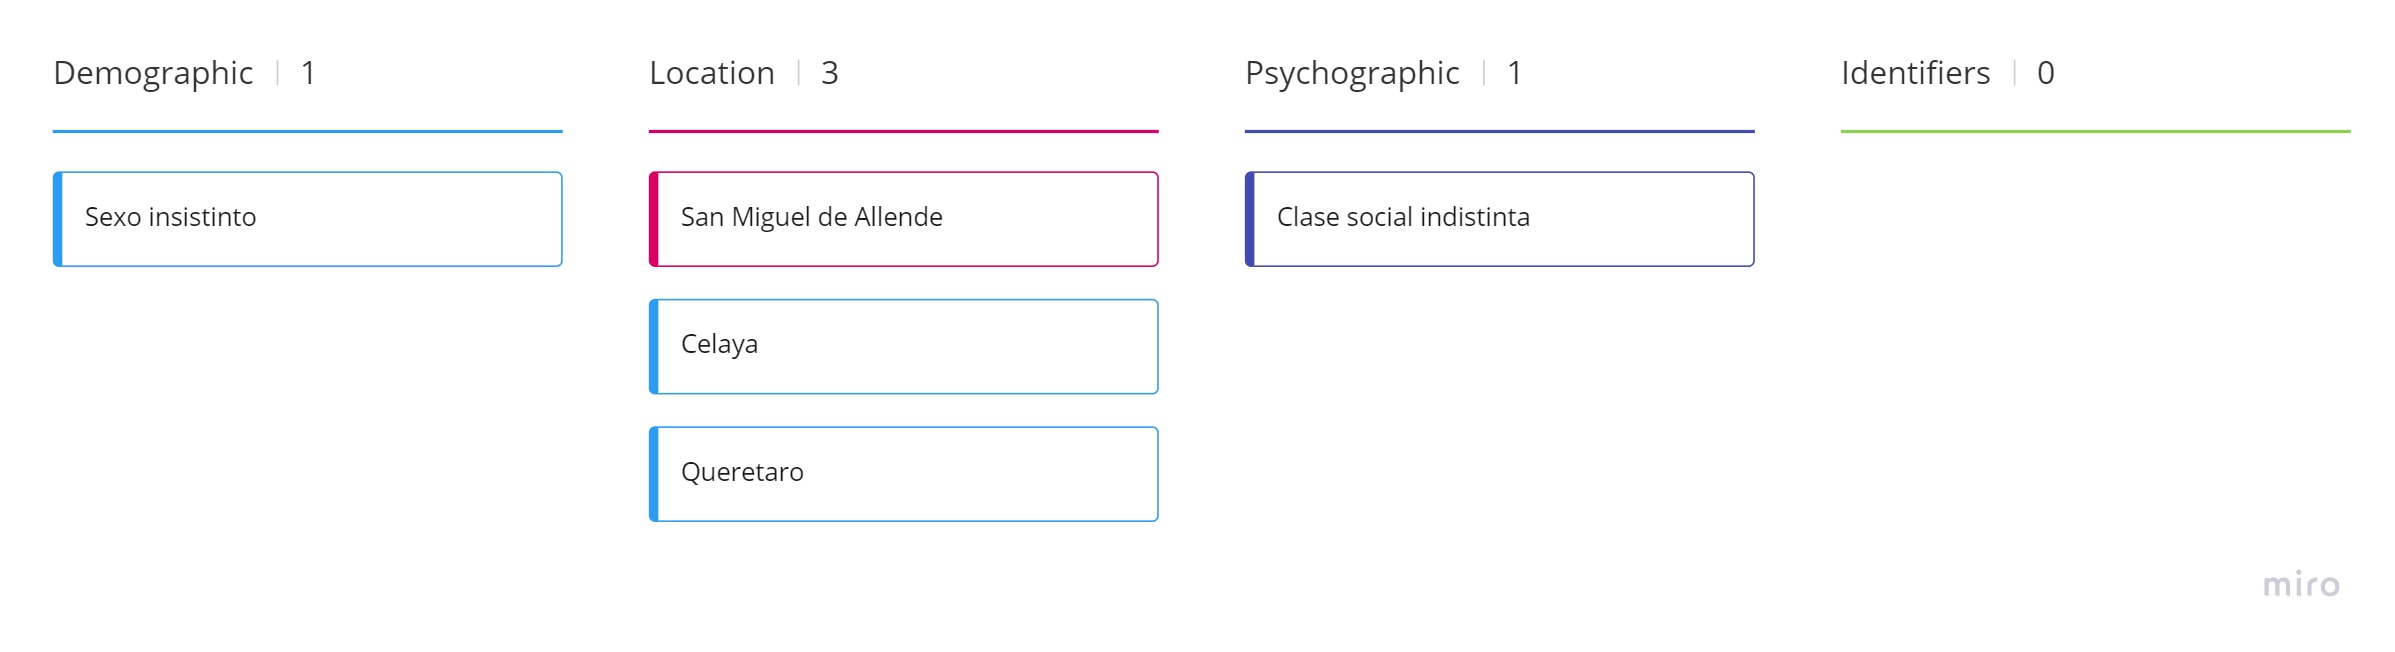 Demographic | 1
Location | 3
Psychographic | 1
Identifiers | 0
Sexo insistinto
San Miguel de Allende
Clase social indistinta
Celaya
Queretaro
miro